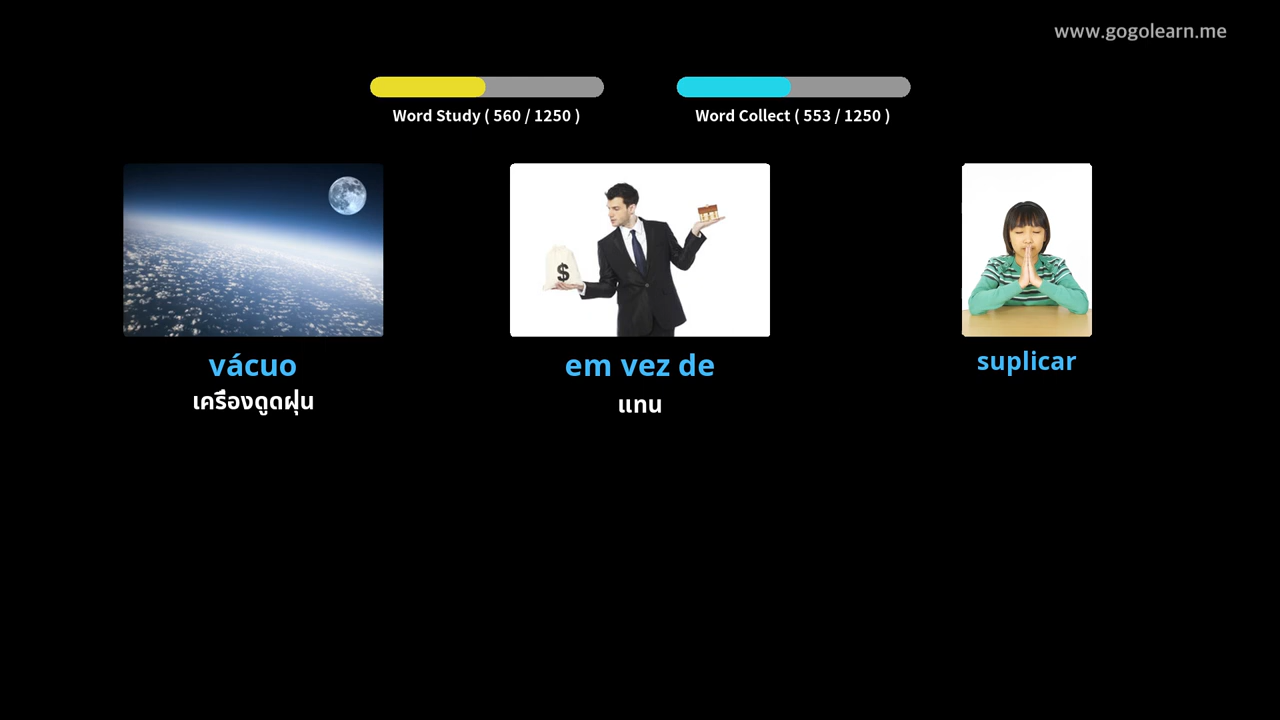 www.gogolearn.me
Word Study ( 560 / 1250 )
Word Collect ( 553 / 1250 )
$
vácuo
เครื่องดูดฝุ่น
em vez de
แทน
suplicar